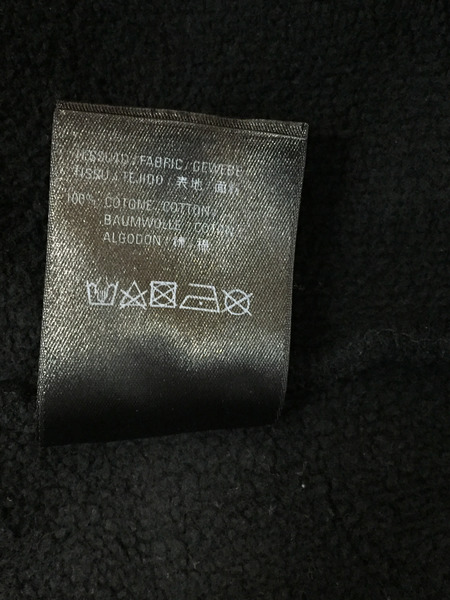 TESSUTO/FABRIC/GEWEBE
TISSU/TEJIDO/表地/面料
100% COTONE/COTTON/
BAUMWOLLE/COTON/
ALGODON/綿/棉